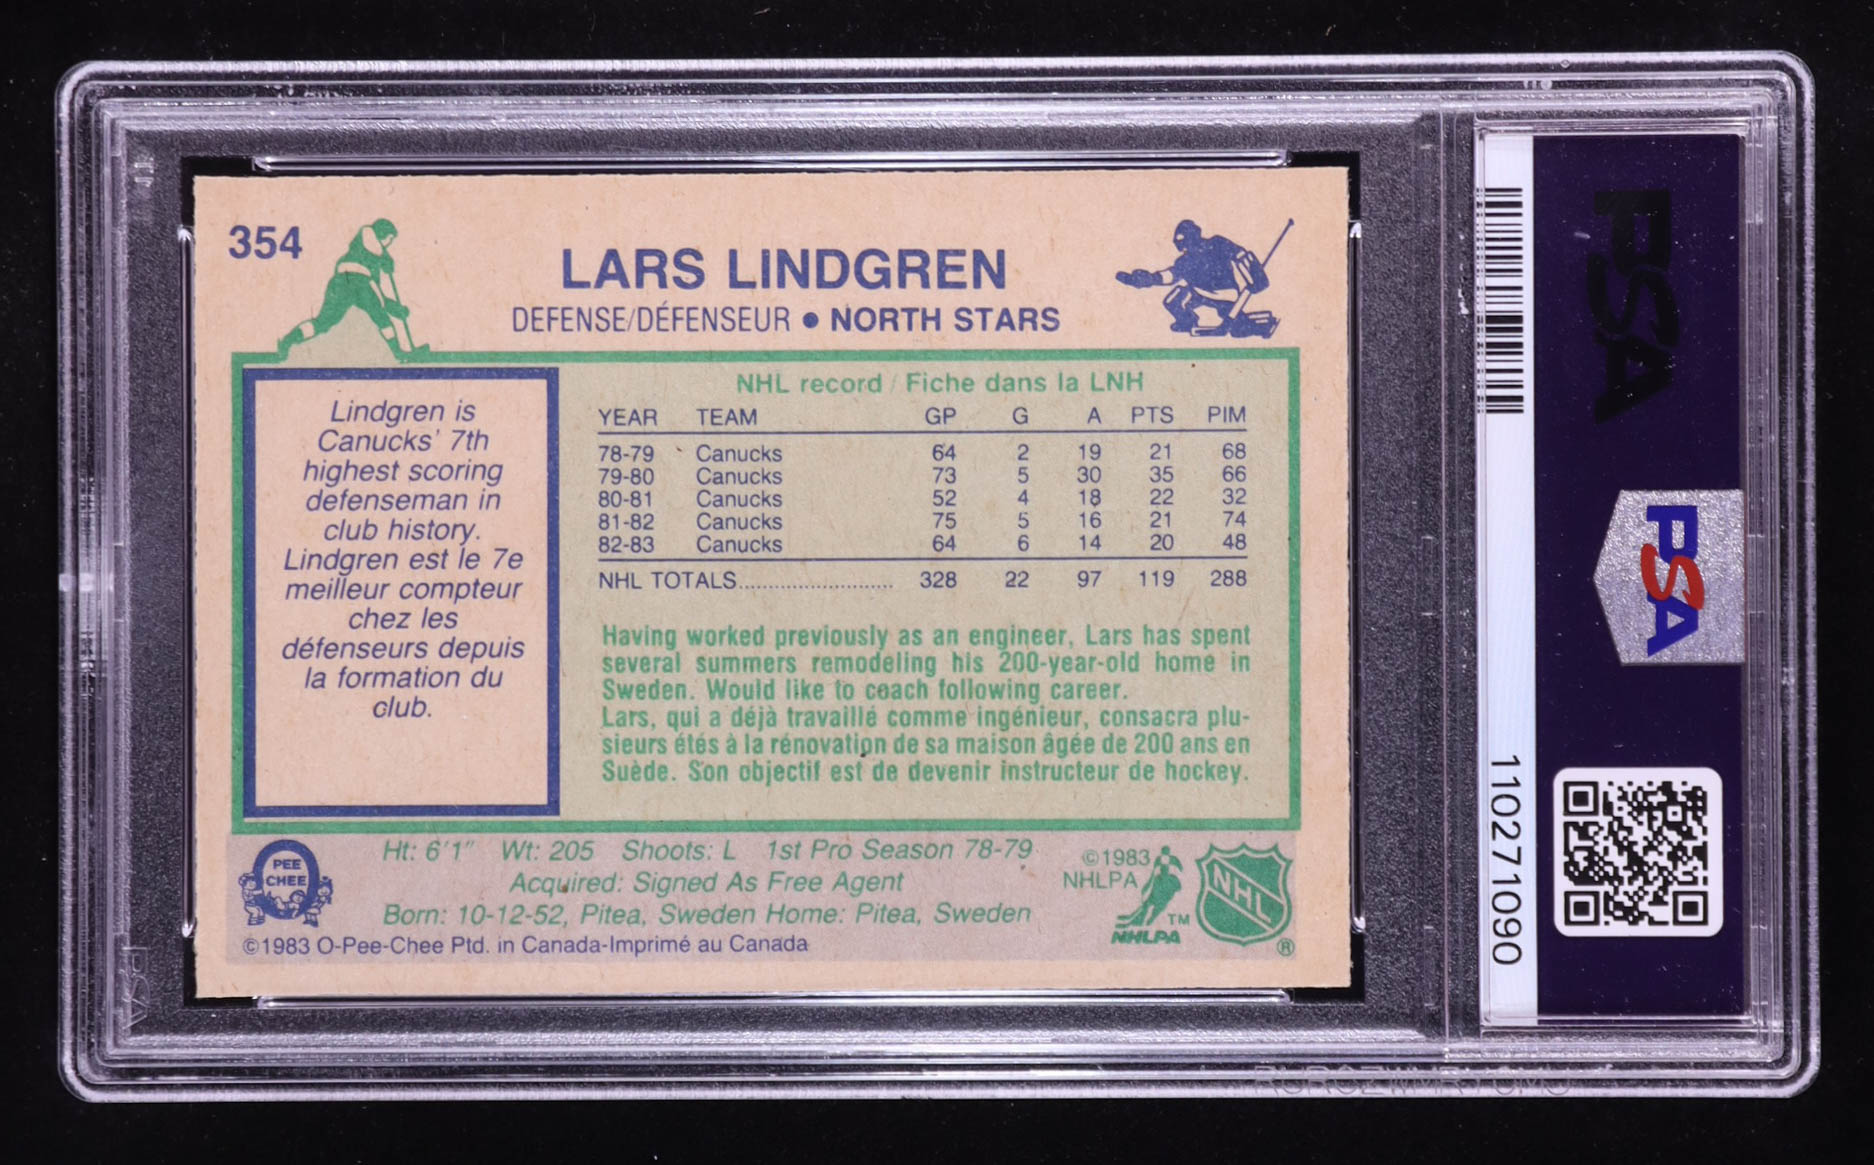 354
LARS LINDGREN
DEFENSE/DÉFENSEUR • NORTH STARS
Lindgren is
Canucks' 7th
highest scoring
defenseman in
club history.
Lindgren est le 7e
meilleur compteur
chez les
défenseurs depuis
la formation du
club.
NHL record / Fiche dans la LNH
YEAR TEAM GP G A PTS PIM
78-79 Canucks 64 2 19 21 68
79-80 Canucks 73 5 30 35 66
80-81 Canucks 52 4 18 22 32
81-82 Canucks 75 5 16 21 74
82-83 Canucks 64 6 14 20 48
NHL TOTALS........................... 328 22 97 119 288
Having worked previously as an engineer, Lars has spent
several summers remodeling his 200-year-old home in
Sweden. Would like to coach following career.
Lars, qui a déjà travaillé comme ingénieur, consacra plu-
sieurs étés à la rénovation de sa maison âgée de 200 ans en
Suède. Son objectif est de devenir instructeur de hockey.
PEE
CHEE
Ht: 6'1" Wt: 205 Shoots: L 1st Pro Season 78-79
Acquired: Signed As Free Agent
Born: 10-12-52, Pitea, Sweden Home: Pitea, Sweden
©1983 O-Pee-Chee Ptd. in Canada-Imprimé au Canada
©1983
NHLPA
TM
NHLPA
NHL
®
PSA
PSA
110271090
PSA